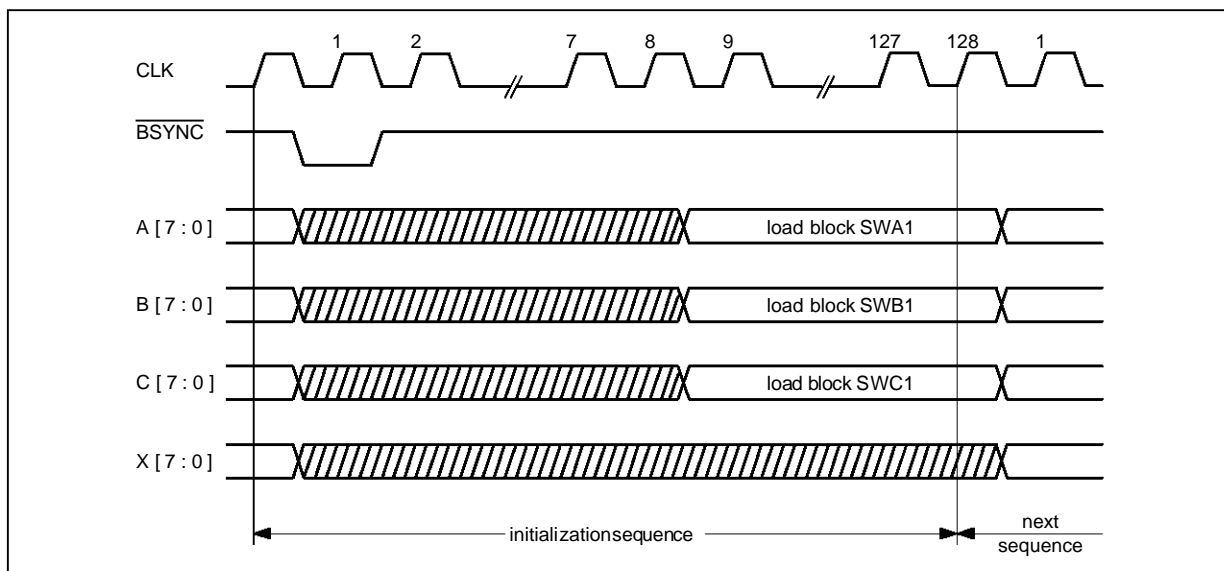 1 2 7 8 9 127 128 1
CLK
BSYNC
A [ 7 : 0 ] load block SWA1
B [ 7 : 0 ] load block SWB1
C [ 7 : 0 ] load block SWC1
X [ 7 : 0 ]
initializationsequence
next
sequence